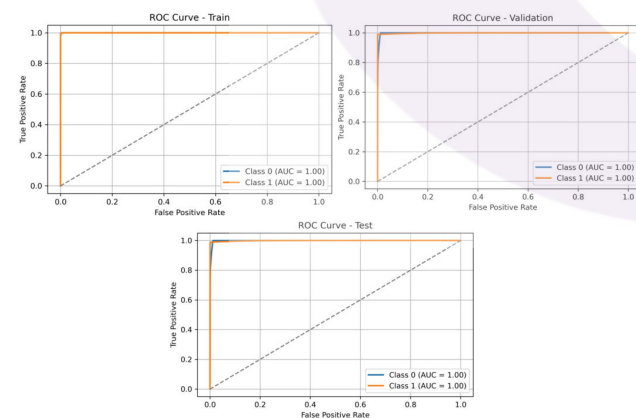 ROC Curve - Train
True Positive Rate
1.0
0.8
0.6
0.4
0.2
0.0
Class 0 (AUC = 1.00)
Class 1 (AUC = 1.00)
0.0 0.2 0.4 0.6 0.8 1.0
False Positive Rate
ROC Curve - Validation
True Positive Rate
1.0
0.8
0.6
0.4
0.2
0.0
Class 0 (AUC = 1.00)
Class 1 (AUC = 1.00)
0.0 0.2 0.4 0.6 0.8 1.0
False Positive Rate
ROC Curve - Test
True Positive Rate
1.0
0.8
0.6
0.4
0.2
0.0
Class 0 (AUC = 1.00)
Class 1 (AUC = 1.00)
0.0 0.2 0.4 0.6 0.8 1.0
False Positive Rate